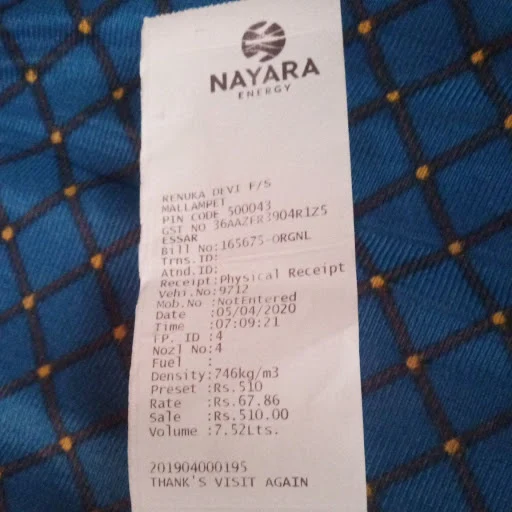 NAYARA
ENERGY
RENUKA DEVI F/S
MALLAMPET
PIN CODE 500043
GST NO 36AAZFR3904R1Z5
ESSAR
Bill No:165675-ORGNL
Trns.ID:
Atnd.ID:
Receipt:Physical Receipt
Vehi.No:9712
Mob.No :NotEntered
Date :05/04/2020
Time :07:09:21
FP. ID :4
Nozl No:4
Fuel :
Density:746kg/m3
Preset :Rs.510
Rate :Rs.67.86
Sale :Rs.510.00
Volume :7.52Lts.
201904000195
THANK'S VISIT AGAIN